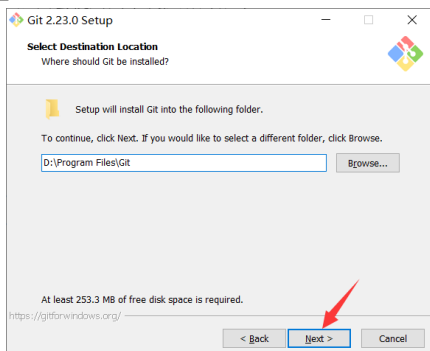 Git 2.23.0 Setup
Select Destination Location
Where should Git be installed?
Setup will install Git into the following folder.
To continue, click Next. If you would like to select a different folder, click Browse.
D:\Program Files\Git
Browse...
At least 253.3 MB of free disk space is required.
https://gitforwindows.org/
< Back
Next >
Cancel